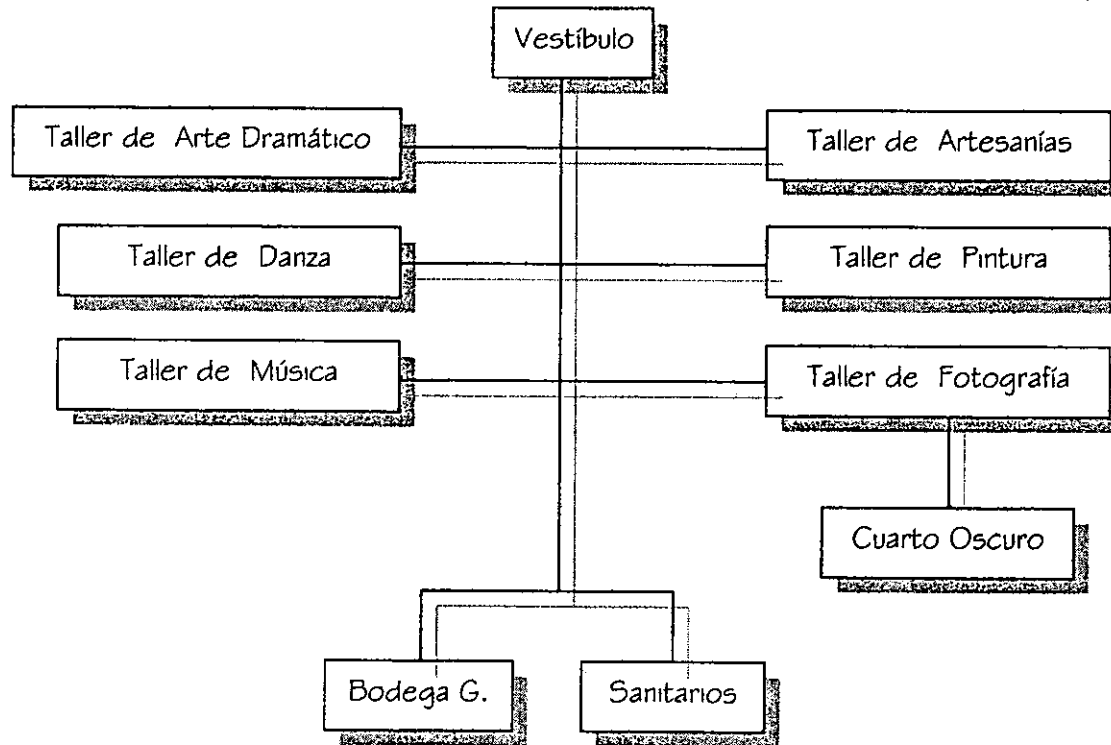 Vestíbulo
Taller de Arte Dramático
Taller de Artesanías
Taller de Danza
Taller de Pintura
Taller de Música
Taller de Fotografía
Cuarto Oscuro
Bodega G.
Sanitarios